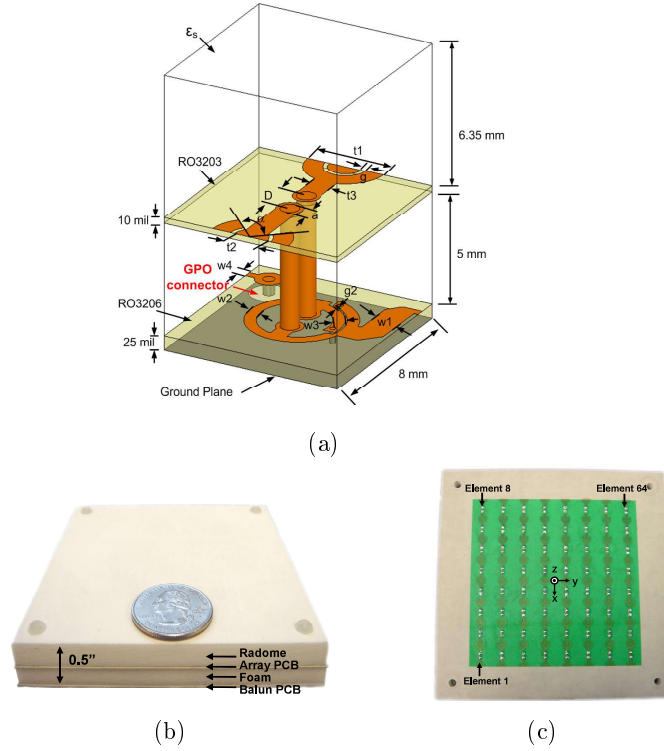 εs
6.35 mm
RO3203
t1
g
D
r
t3
10 mil
α
a
t2
5 mm
w4
GPO
connector
g2
RO3206
w2
w3
w1
25 mil
8 mm
Ground Plane
(a)
Element 8
Element 64
z
y
x
Element 1
0.5"
Radome
Array PCB
Foam
Balun PCB
(b)
(c)